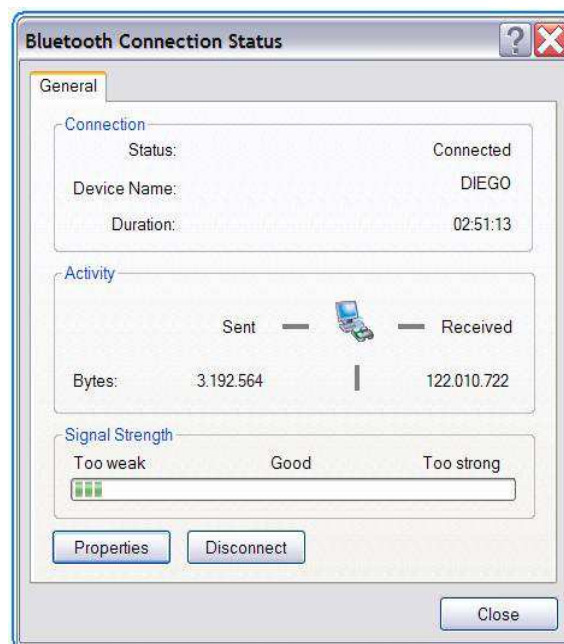 Bluetooth Connection Status
General
Connection
Status: Connected
Device Name: DIEGO
Duration: 02:51:13
Activity
Sent Received
Bytes: 3.192.564 122.010.722
Signal Strength
Too weak Good Too strong
Properties Disconnect
Close